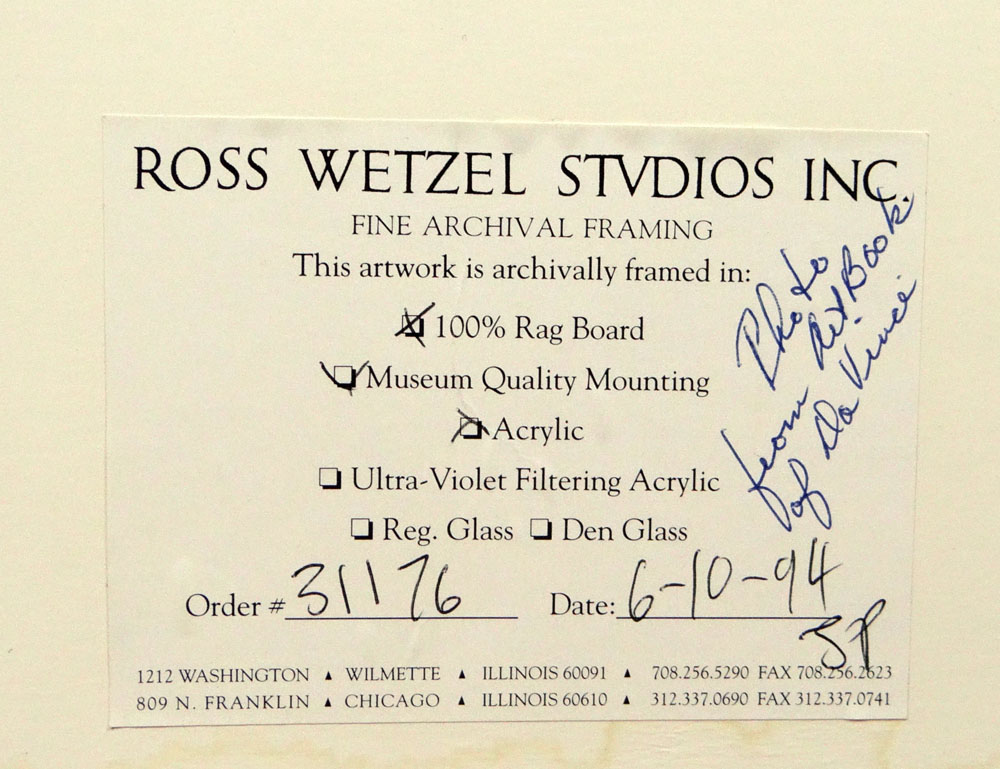 ROSS WETZEL STVDIOS INC.
FINE ARCHIVAL FRAMING
This artwork is archivally framed in:
100% Rag Board
Museum Quality Mounting
Acrylic
Ultra-Violet Filtering Acrylic
Reg. Glass Den Glass
Order # 31176 Date: 6-10-94
JP
1212 WASHINGTON ▲ WILMETTE ▲ ILLINOIS 60091 ▲ 708.256.5290 FAX 708.256.2623
809 N. FRANKLIN ▲ CHICAGO ▲ ILLINOIS 60610 ▲ 312.337.0690 FAX 312.337.0741
Photo
from Art Book
of Da Vinci